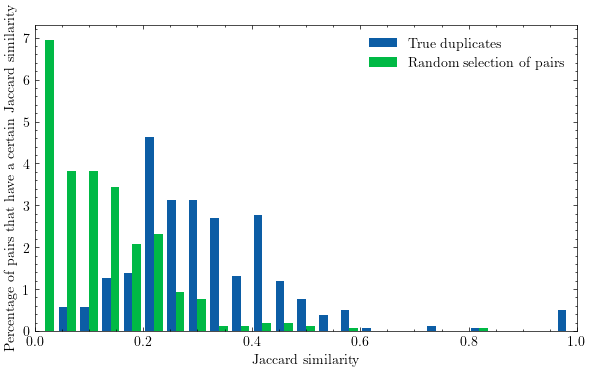 Percentage of pairs that have a certain Jaccard similarity
7
6
5
4
3
2
1
0
True duplicates
Random selection of pairs
0.0 0.2 0.4 0.6 0.8 1.0
Jaccard similarity